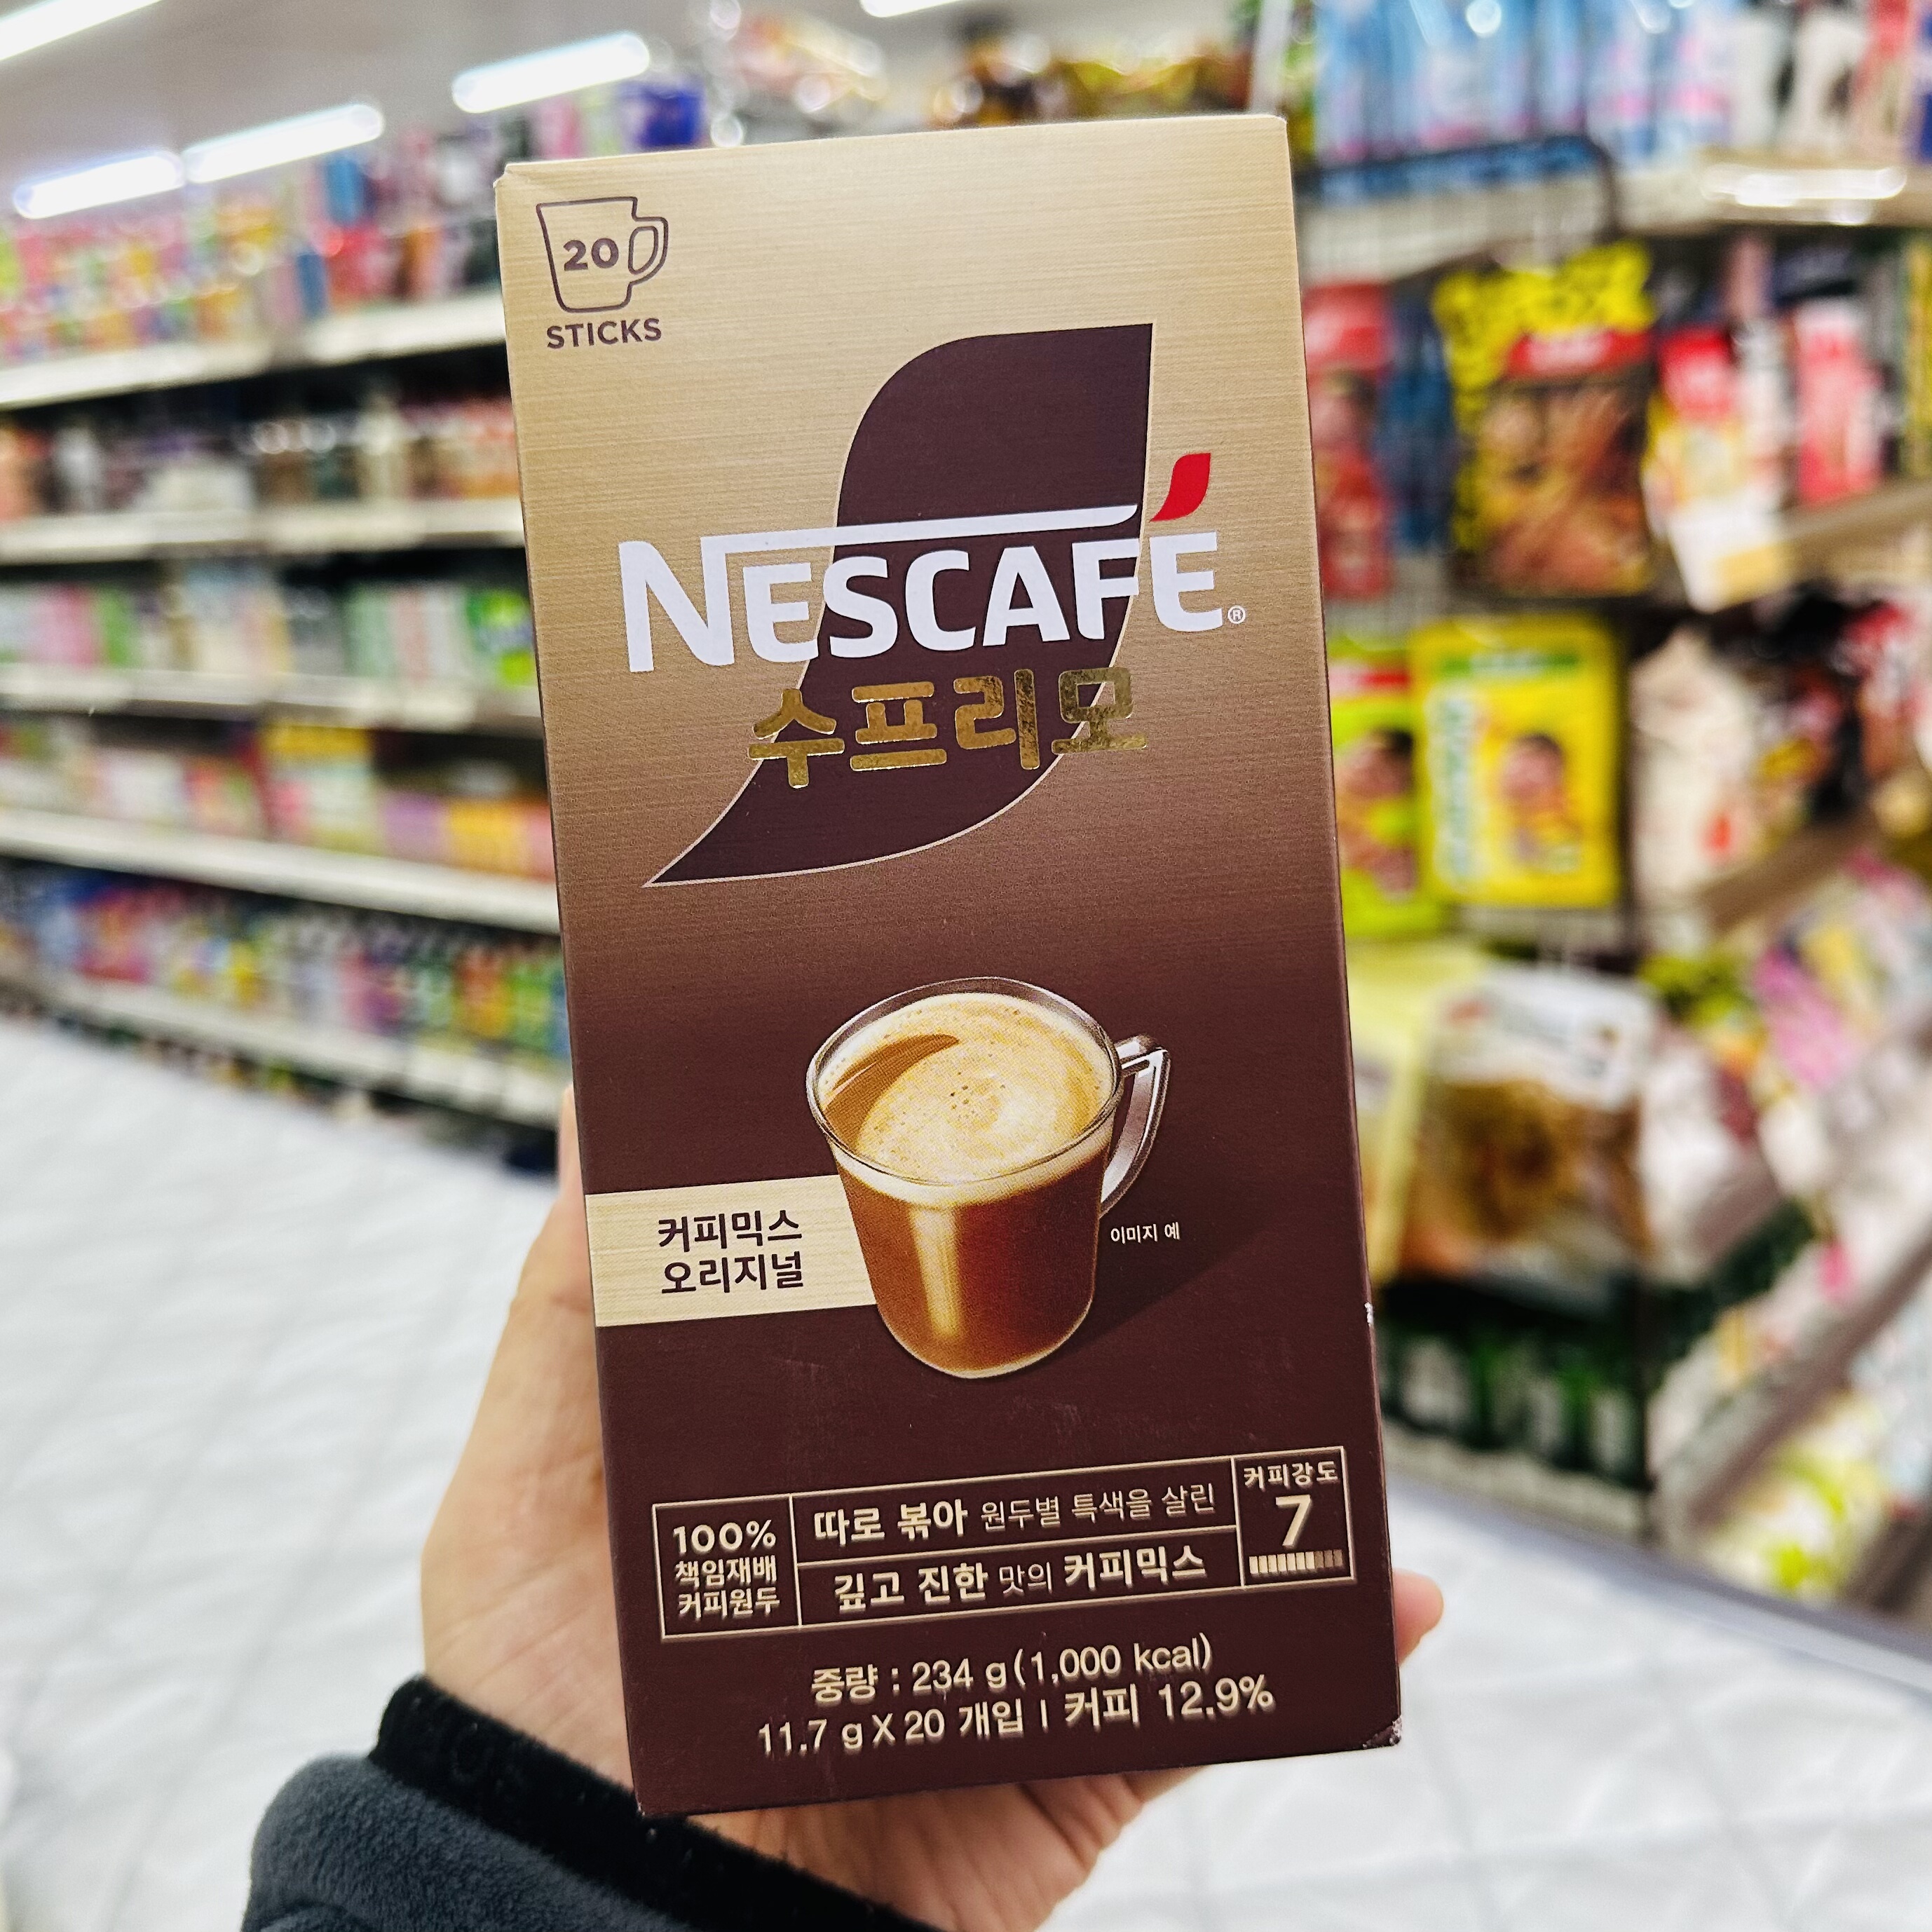 20
STICKS
NESCAFÉ®
수프리모
커피믹스
오리지널
이미지 예
100%
책임재배
커피원두
따로 볶아 원두별 특색을 살린
깊고 진한 맛의 커피믹스
커피강도
7
중량 : 234 g (1,000 kcal)
11.7 g X 20 개입 | 커피 12.9%